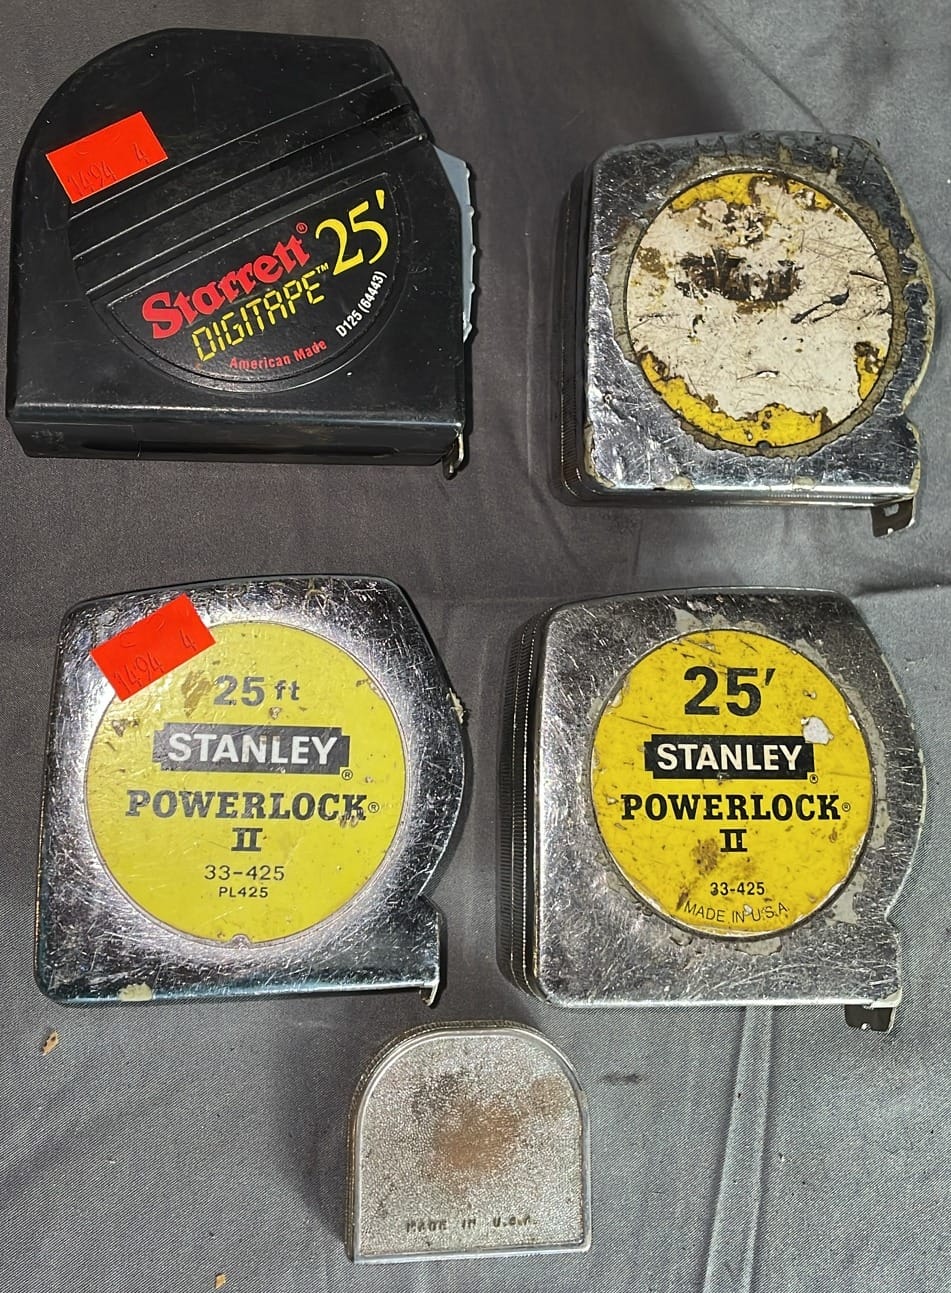 1494 4
Starrett®
25'
DIGITAPE™
D125 (64443)
American Made
1494 4
25 ft
STANLEY®
POWERLOCK®
II
33-425
PL425
25'
STANLEY®
POWERLOCK®
II
33-425
MADE IN U.S.A.
MADE IN U.S.A.